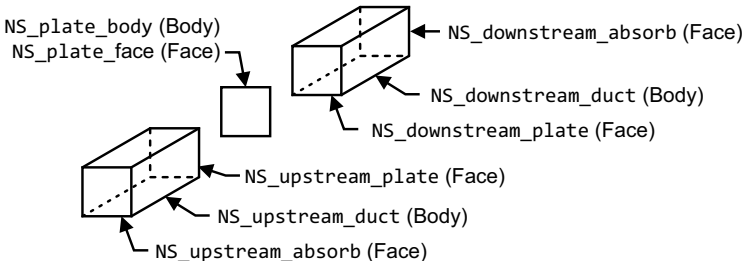 NS_plate_body (Body)
NS_plate_face (Face)
NS_downstream_absorb (Face)
NS_downstream_duct (Body)
NS_downstream_plate (Face)
NS_upstream_plate (Face)
NS_upstream_duct (Body)
NS_upstream_absorb (Face)